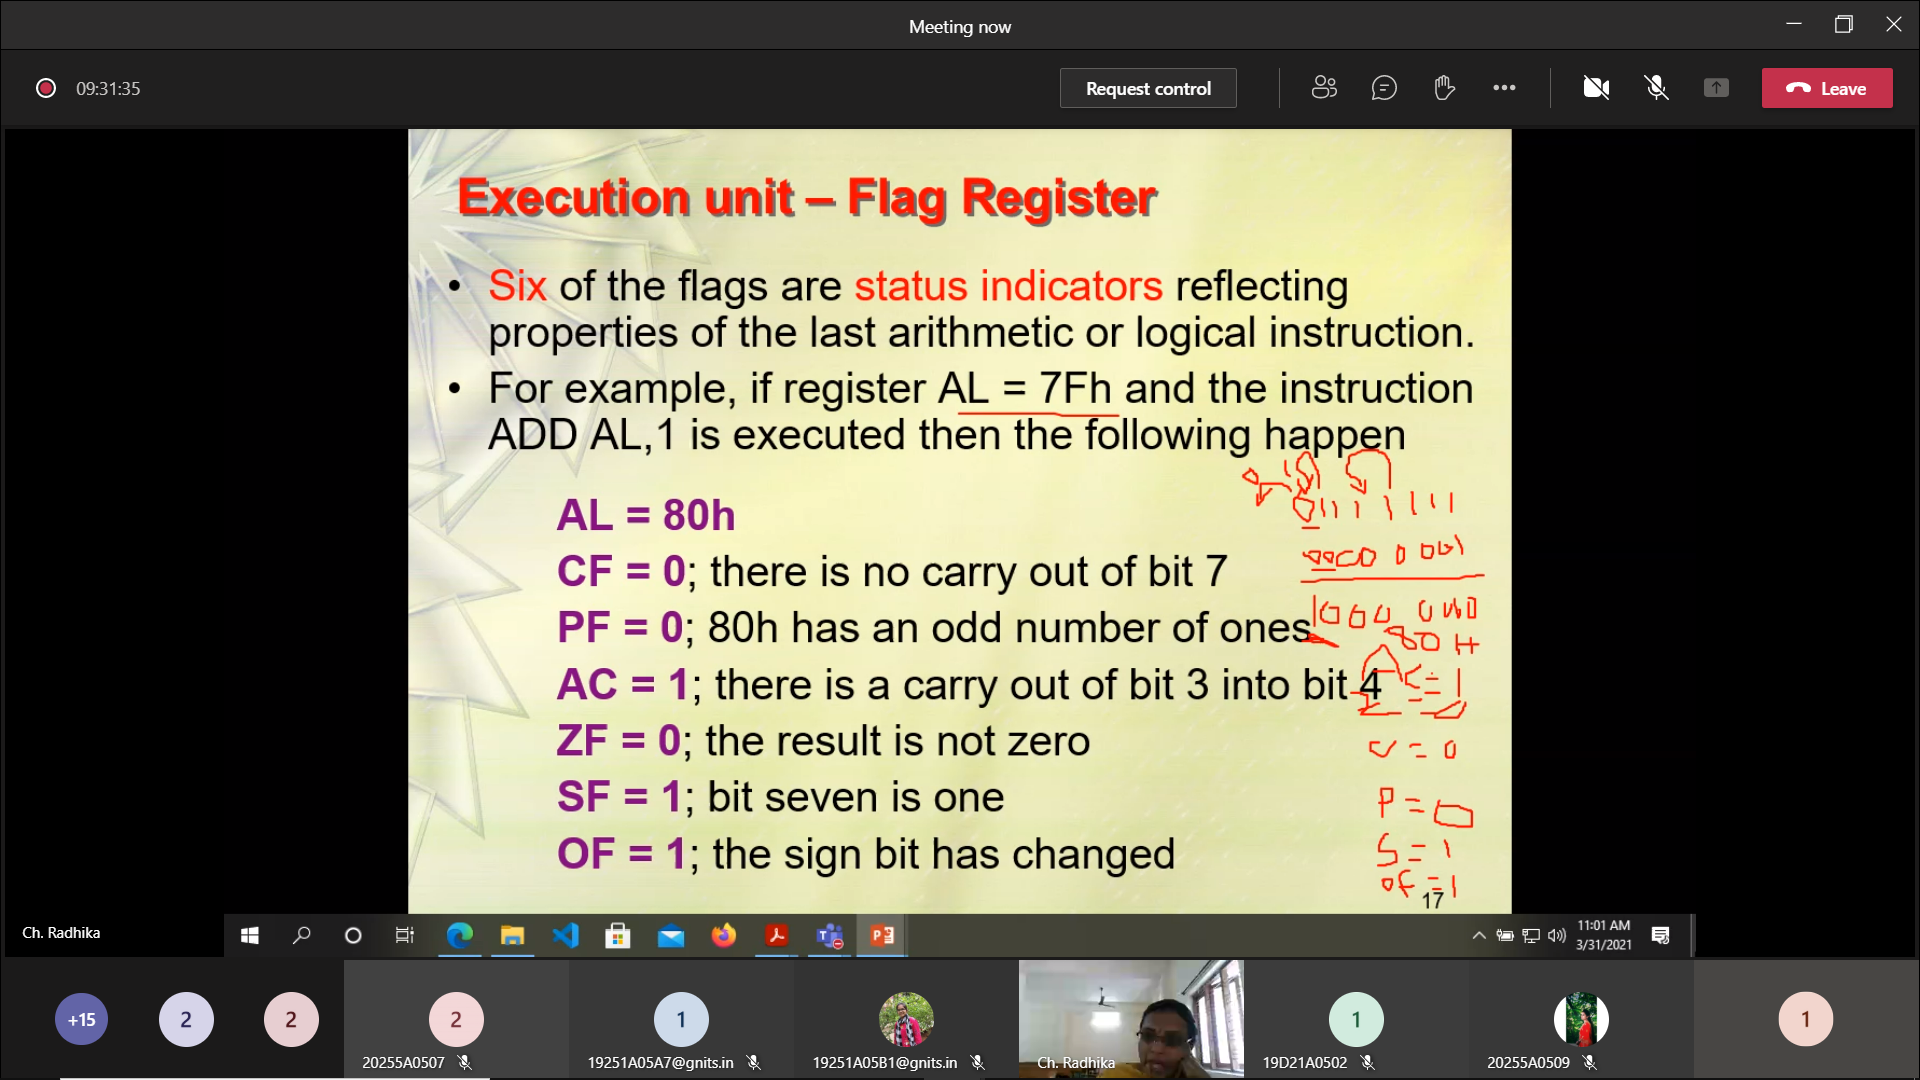 Meeting now
09:31:35
Request control
Leave
Execution unit – Flag Register
• Six of the flags are status indicators reflecting
properties of the last arithmetic or logical instruction.
• For example, if register AL = 7Fh and the instruction
ADD AL,1 is executed then the following happen
AL = 80h
CF = 0; there is no carry out of bit 7
PF = 0; 80h has an odd number of ones
AC = 1; there is a carry out of bit 3 into bit 4
ZF = 0; the result is not zero
SF = 1; bit seven is one
OF = 1; the sign bit has changed
0111 1111
0000 0001
1000 0000
80 H
P =
S = 1
of = 1
17
Ch. Radhika
11:01 AM
3/31/2021
+15
2
2
2
1
1
1
20255A0507
19251A05A7@gnits.in
19251A05B1@gnits.in
Ch. Radhika
19D21A0502
20255A0509